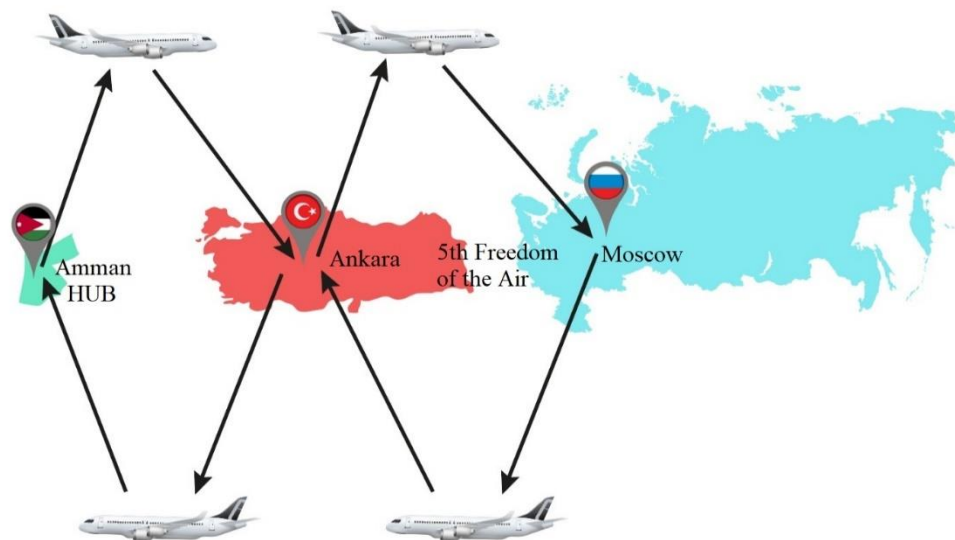 Amman
HUB
Ankara
5th Freedom
of the Air
Moscow